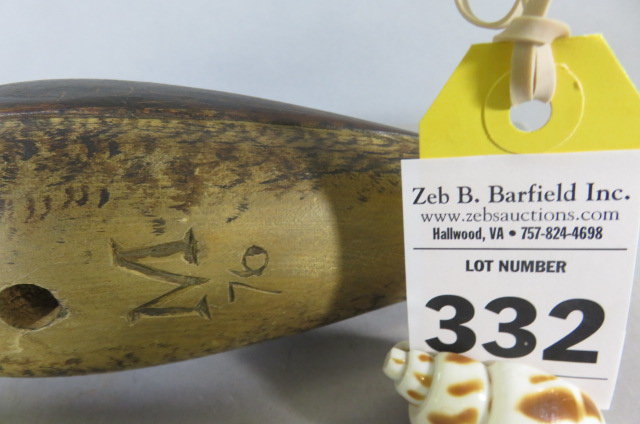 Zeb B. Barfield Inc.
www.zebsauctions.com
Hallwood, VA • 757-824-4698
LOT NUMBER
332